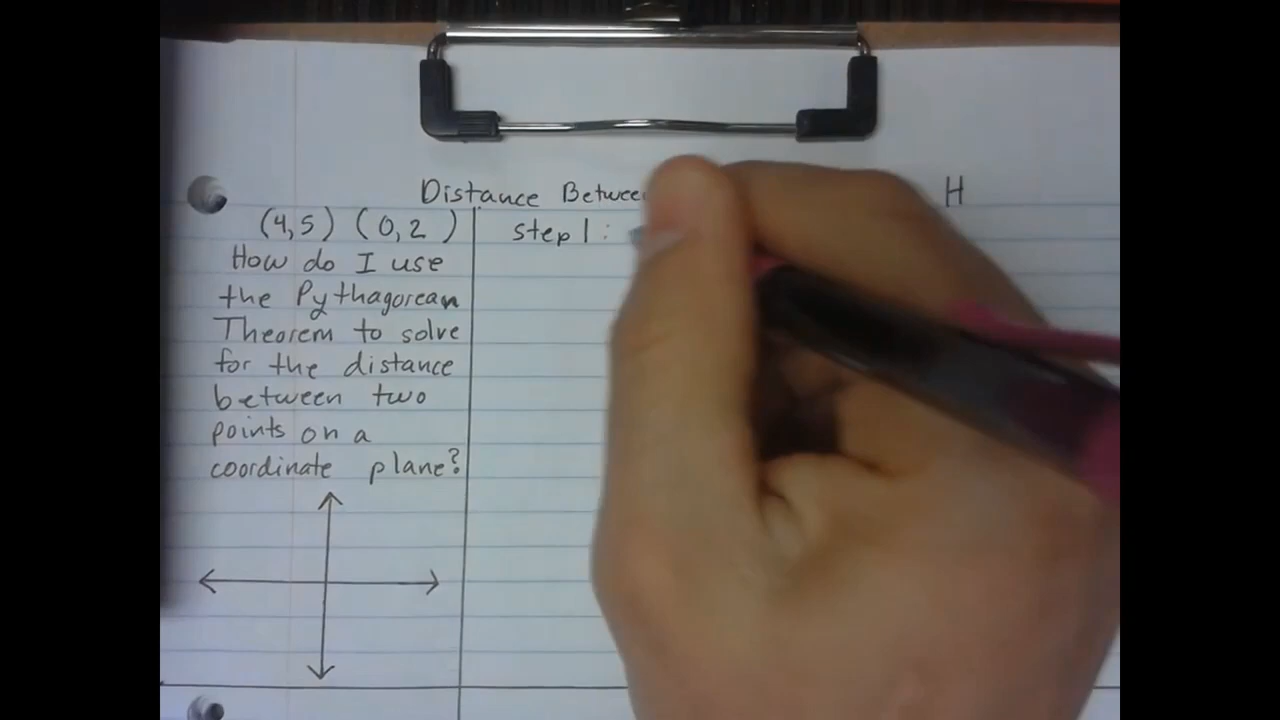 Distance Betwee H
(4,5) (0,2)
Step 1:
How do I use
the Pythagorean
Theorem to solve
for the distance
between two
points on a
coordinate plane?